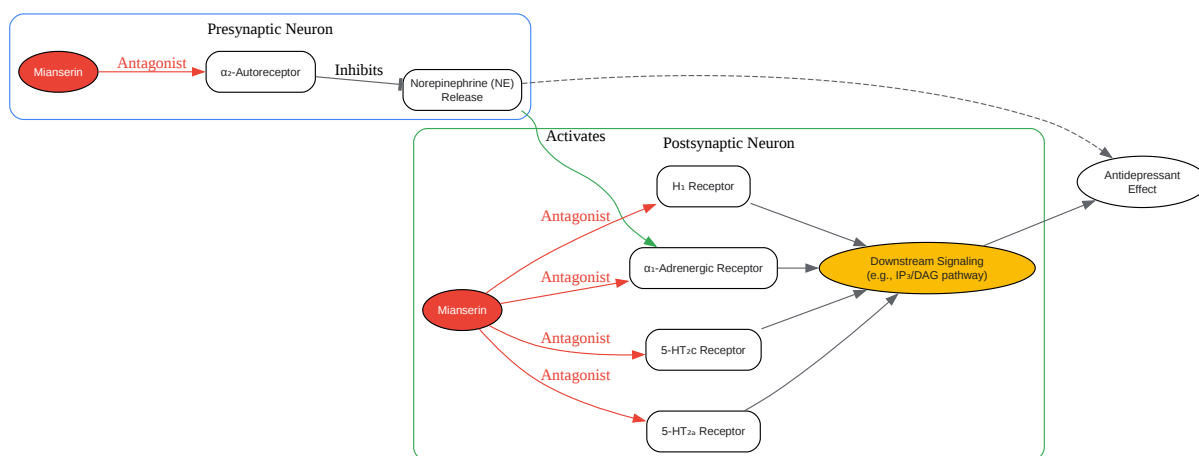 Presynaptic Neuron
Mianserin
Antagonist
α₂-Autoreceptor
Inhibits
Norepinephrine (NE)
Release
Activates
Postsynaptic Neuron
H₁ Receptor
Antidepressant
Effect
Antagonist
α₁-Adrenergic Receptor
Downstream Signaling
(e.g., IP₃/DAG pathway)
Antagonist
Mianserin
Antagonist
5-HT₂c Receptor
Antagonist
5-HT₂ₐ Receptor